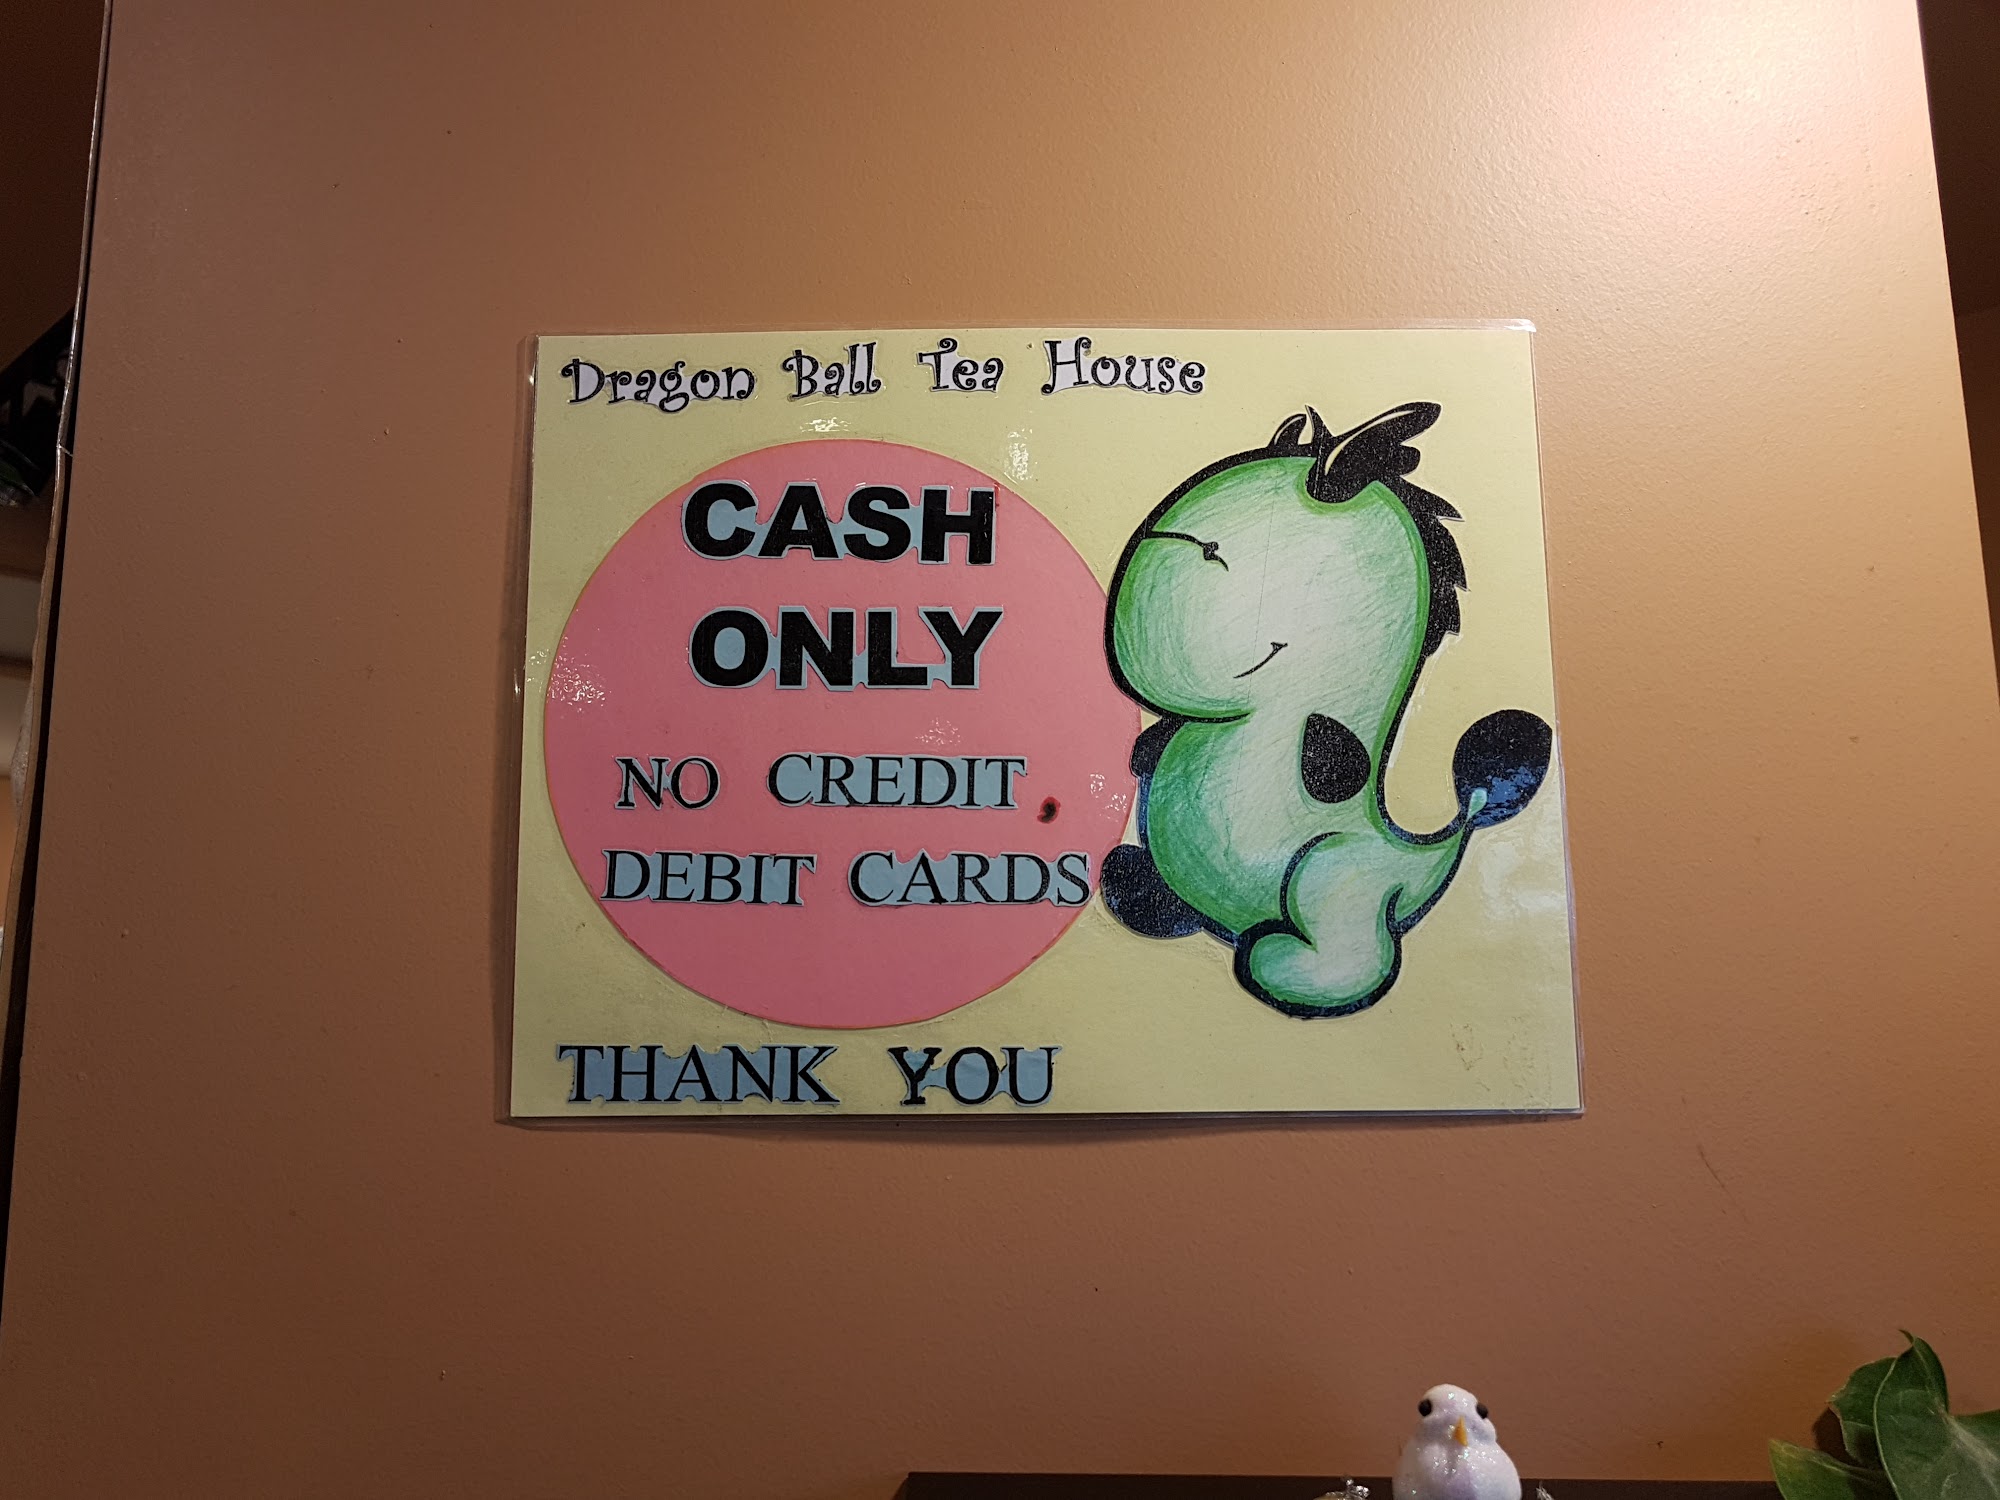 Dragon Ball Tea House
CASH
ONLY
NO CREDIT,
DEBIT CARDS
THANK YOU